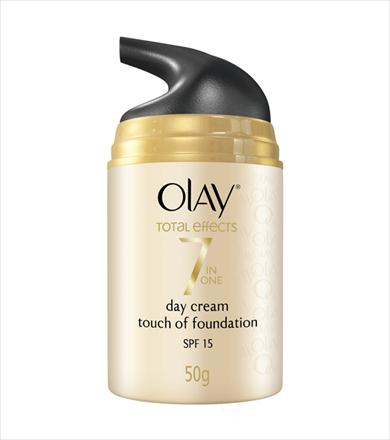 OLAY®
TOTAL effects
7 IN
ONE
day cream
touch of foundation
SPF 15
50g